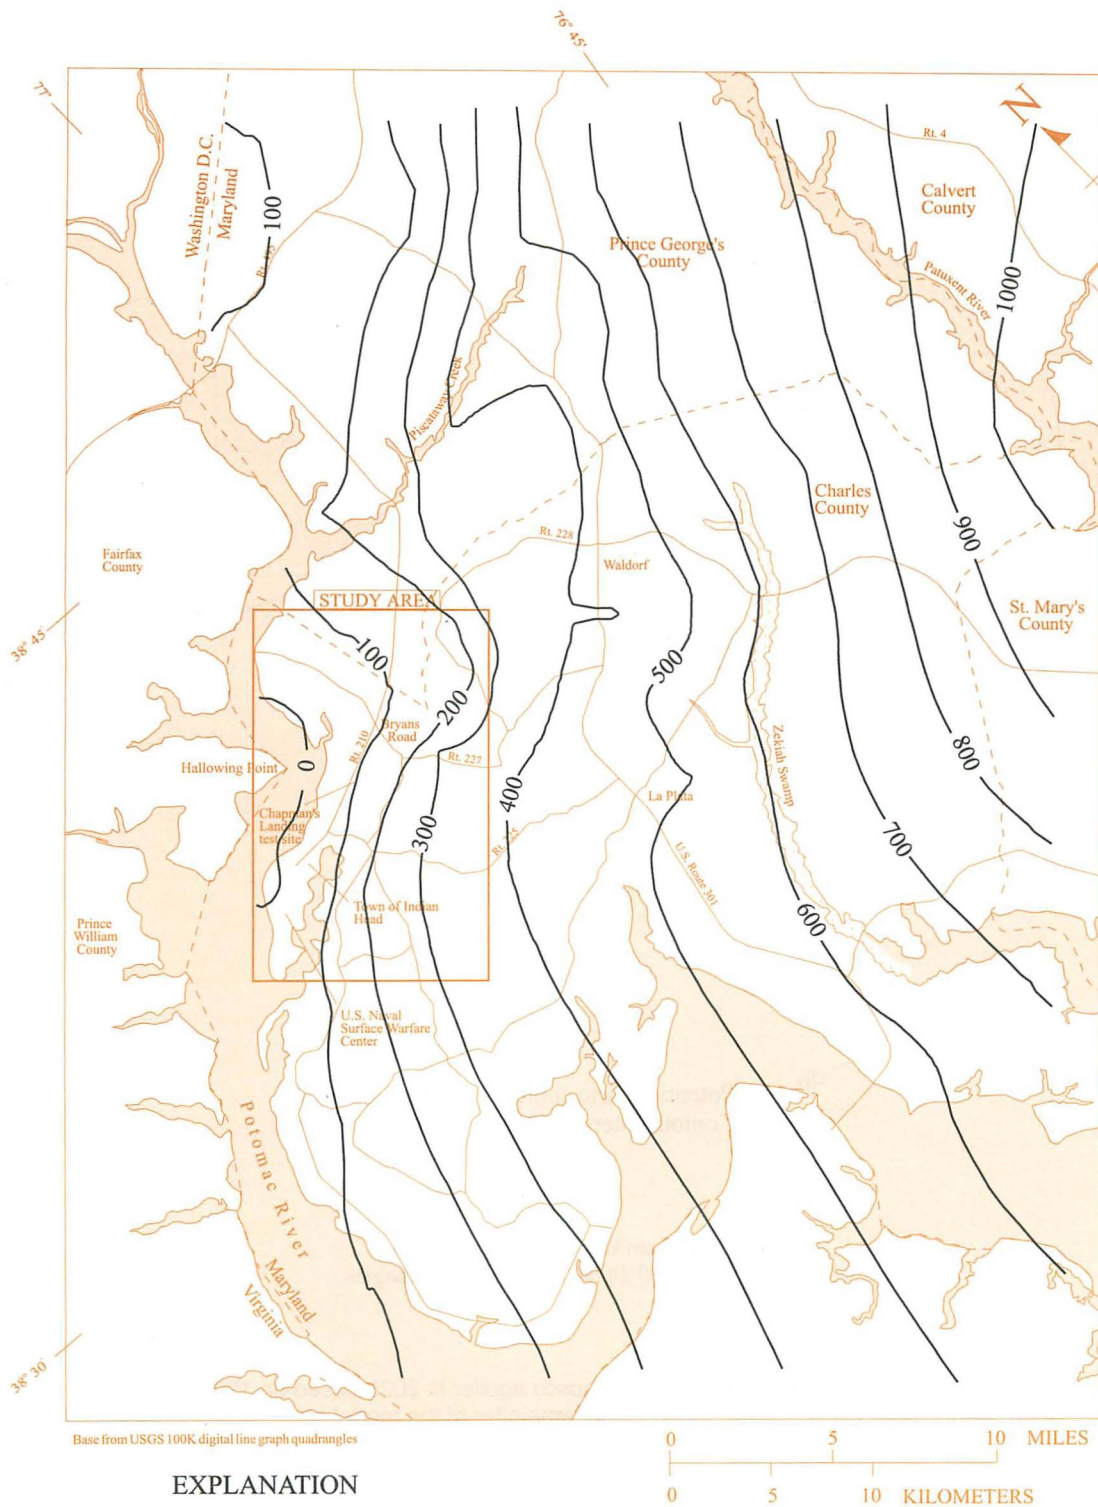 76° 45'
77°
N
Rt. 4
Washington D.C.
Maryland
100
Calvert
County
Prince George's
County
Patuxent River
1000
Piscataway Creek
Charles
County
Rt. 228
900
Fairfax
County
Waldorf
STUDY AREA
St. Mary's
County
38° 45'
100
500
200
Bryans
Road
Rt. 210
Rt. 227
Zekiah Swamp
800
Hallowing Point
0
400
La Plata
Chapman's
Landing
test site
300
700
U.S. Route 301
Town of Indian
Head
600
Prince
William
County
U.S. Naval
Surface Warfare
Center
Potomac River
Maryland
Virginia
38° 30'
Base from USGS 100K digital line graph quadrangles
0 5 10 MILES
0 5 10 KILOMETERS
EXPLANATION